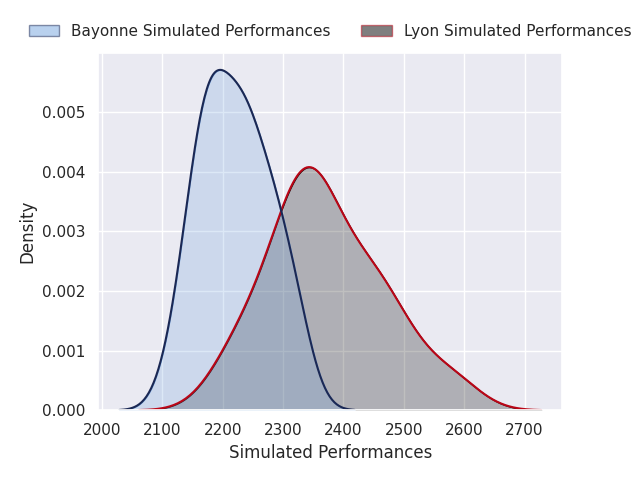 Bayonne Simulated Performances
Lyon Simulated Performances
Density
0.005
0.004
0.003
0.002
0.001
0.000
2000 2100 2200 2300 2400 2500 2600 2700
Simulated Performances